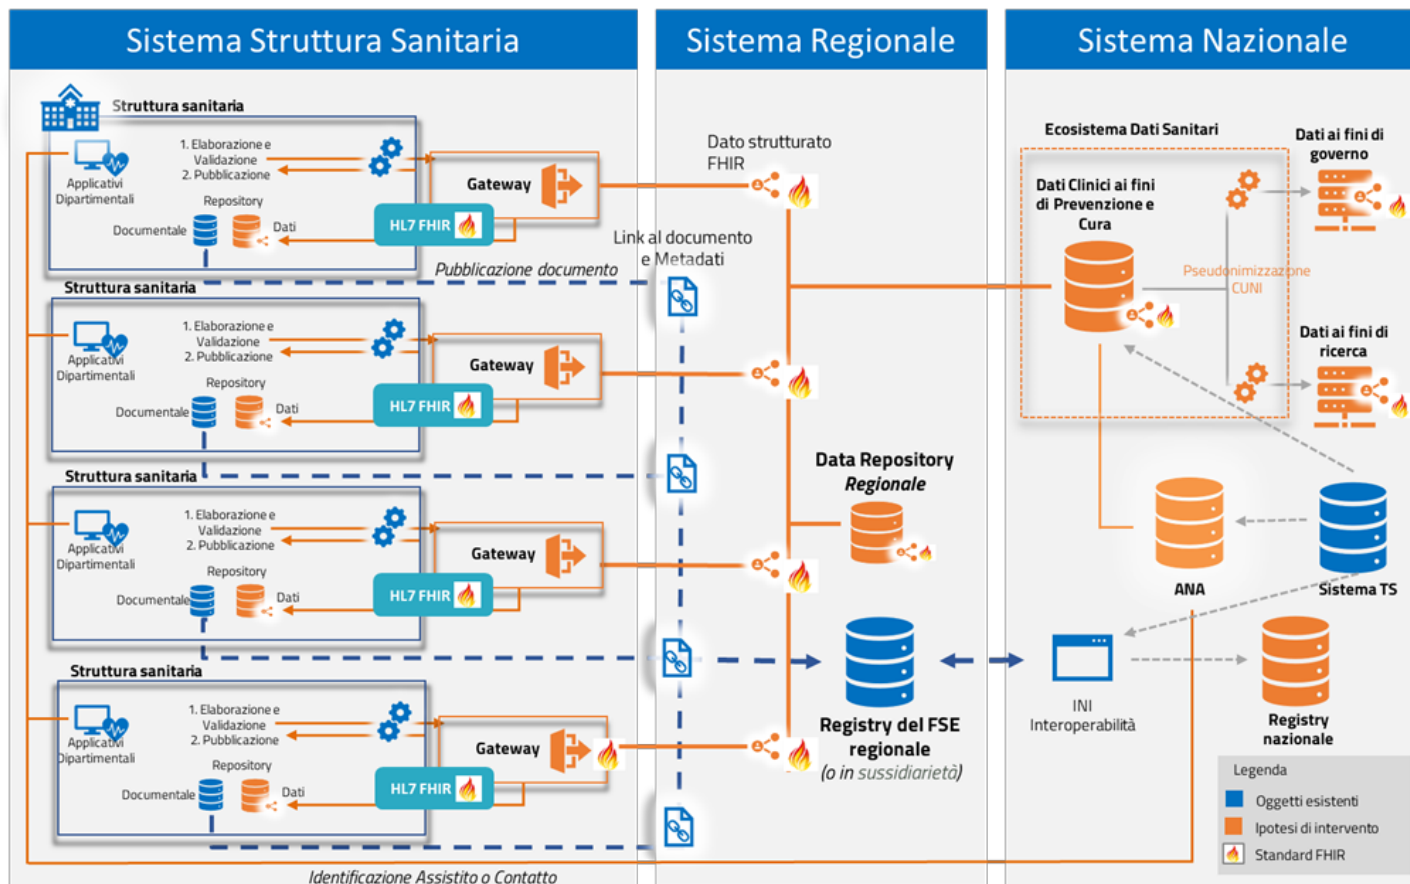 Sistema Struttura Sanitaria
Struttura sanitaria
1. Elaborazione e
Validazione
2. Pubblicazione
Applicativi
Dipartimentali
Repository
Documentale
Dati
Gateway
HL7 FHIR
Pubblicazione documento
Struttura sanitaria
1. Elaborazione e
Validazione
2. Pubblicazione
Applicativi
Dipartimentali
Repository
Documentale
Dati
Gateway
HL7 FHIR
Struttura sanitaria
1. Elaborazione e
Validazione
2. Pubblicazione
Applicativi
Dipartimentali
Repository
Documentale
Dati
Gateway
HL7 FHIR
Struttura sanitaria
1. Elaborazione e
Validazione
2. Pubblicazione
Applicativi
Dipartimentali
Repository
Documentale
Dati
Gateway
HL7 FHIR
Identificazione Assistito o Contatto
Sistema Regionale
Dato strutturato
FHIR
Link al documento
e Metadati
Data Repository
Regionale
Registry del FSE
regionale
(o in sussidiarietà)
Sistema Nazionale
Ecosistema Dati Sanitari
Dati Clinici ai fini
di Prevenzione e
Cura
Pseudonimizzazione
CUNI
Dati ai fini di
governo
Dati ai fini di
ricerca
ANA
Sistema TS
INI
Interoperabilità
Registry
nazionale
Legenda
Oggetti esistenti
Ipotesi di intervento
Standard FHIR